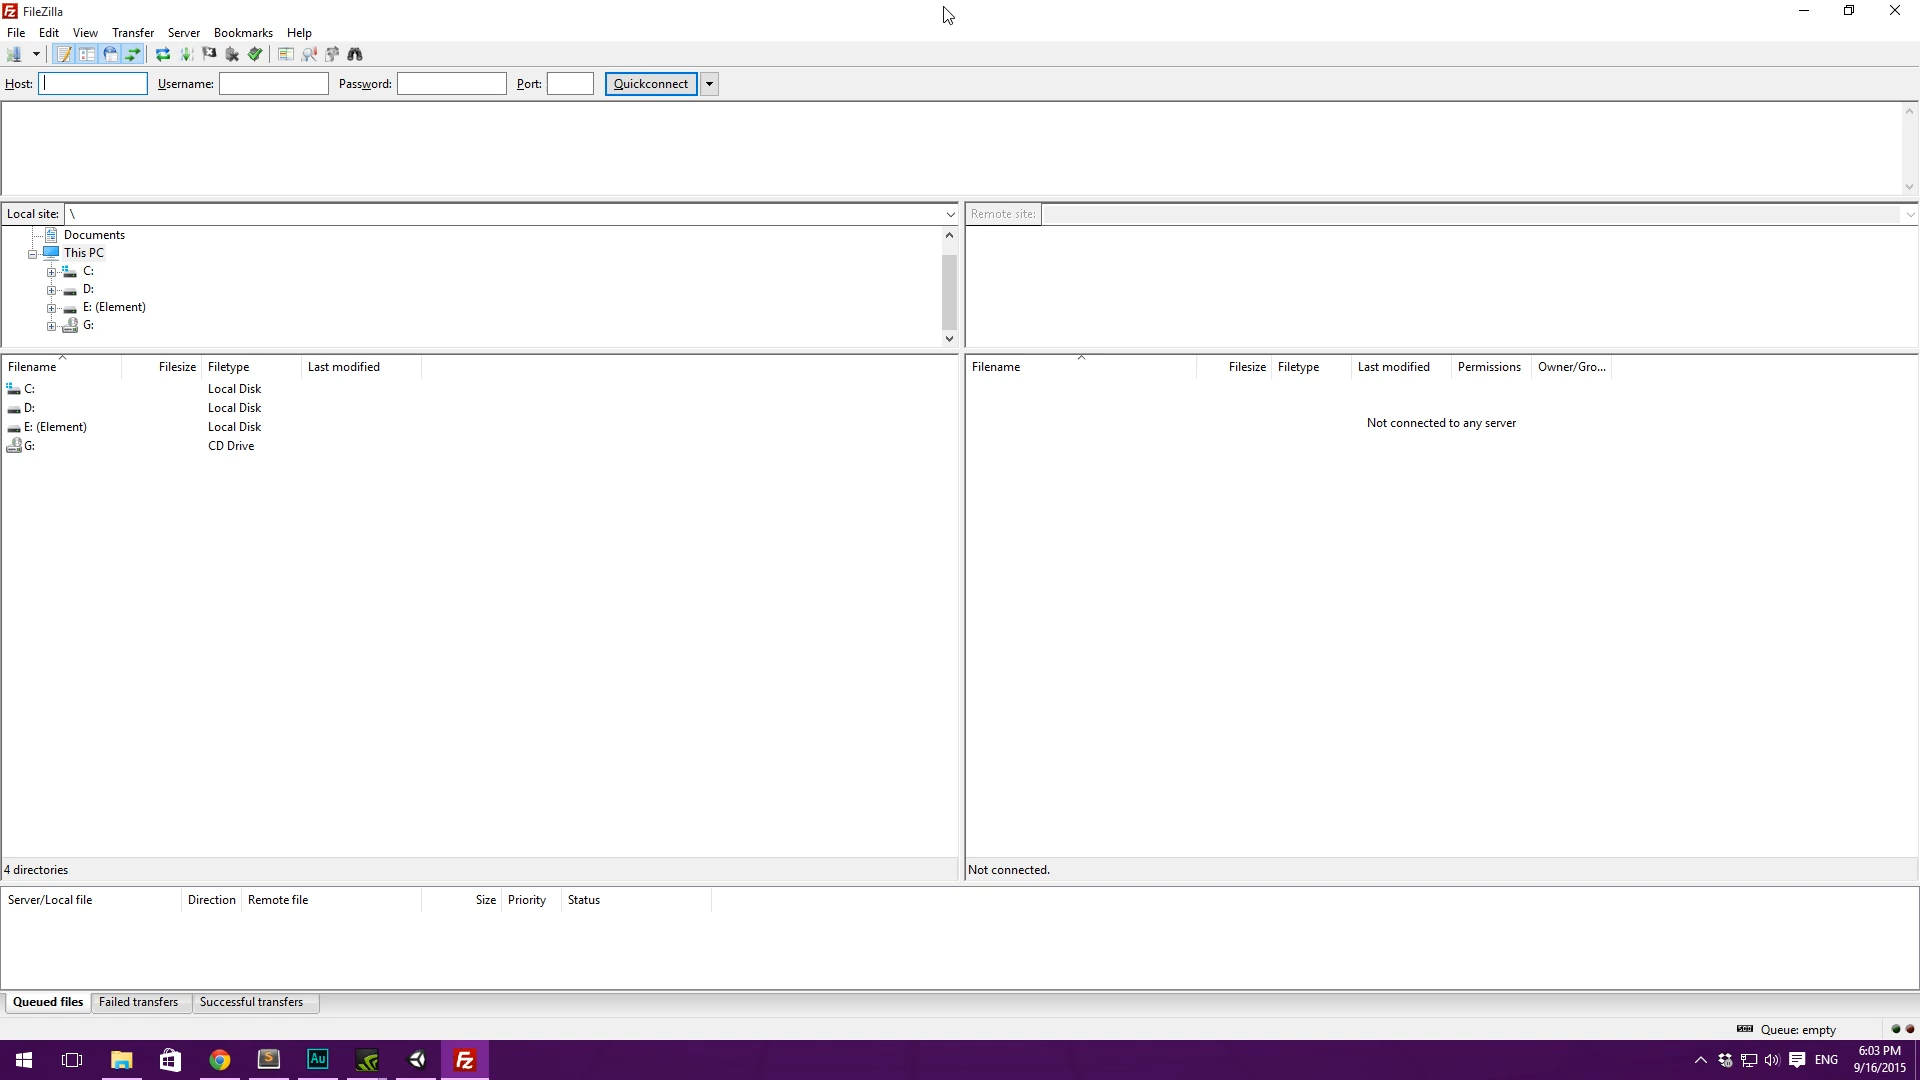 FileZilla
File Edit View Transfer Server Bookmarks Help
Host: Username: Password: Port: Quickconnect
Local site: \
Remote site:
Documents
This PC
C:
D:
E: (Element)
G:
Filename Filesize Filetype Last modified
C: Local Disk
D: Local Disk
E: (Element) Local Disk
G: CD Drive
4 directories
Filename Filesize Filetype Last modified Permissions Owner/Gro...
Not connected to any server
Not connected.
Server/Local file Direction Remote file Size Priority Status
Queued files Failed transfers Successful transfers
Queue: empty
Au
ENG
6:03 PM
9/16/2015